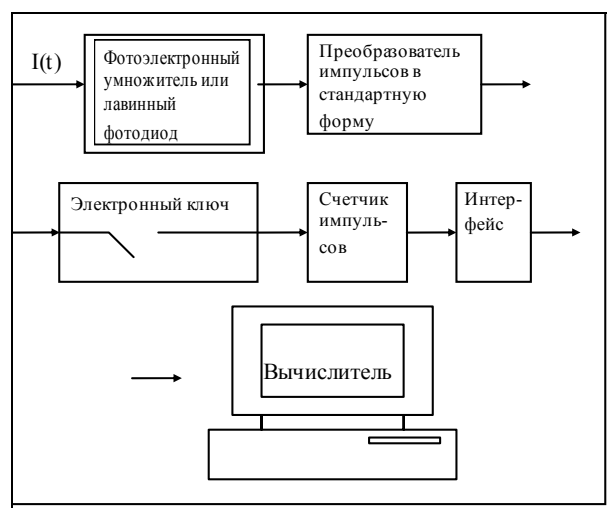 I(t)
Фотоэлектронный
умножитель или
лавинный
фотодиод
Преобразователь
импульсов в
стандартную
форму
Электронный ключ
Счетчик
импуль-
сов
Интер-
фейс
Вычислитель